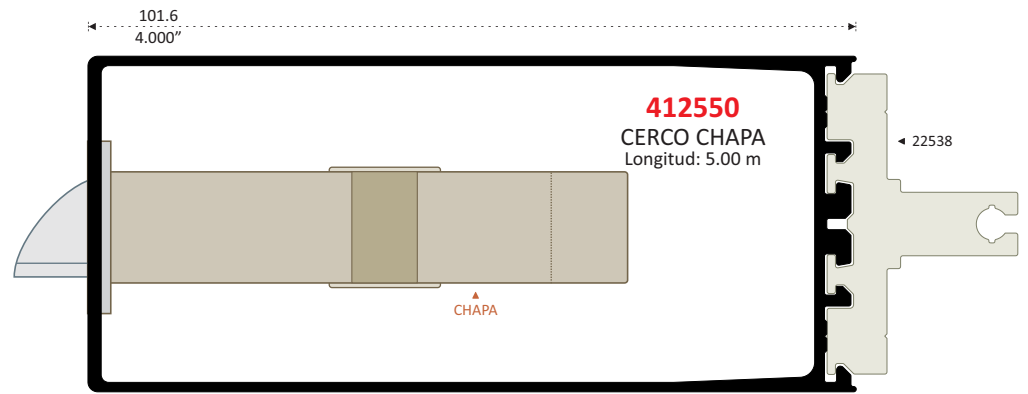 101.6
4.000”
412550
CERCO CHAPA
Longitud: 5.00 m
22538
CHAPA